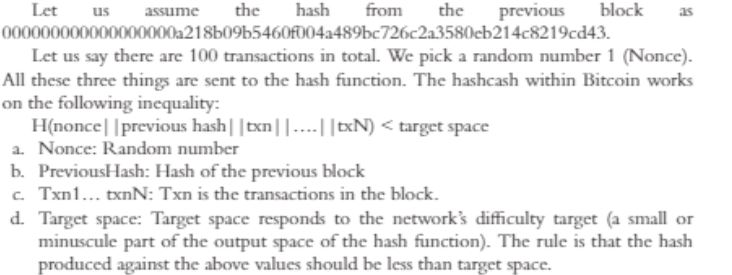 Let us assume the hash from the previous block as
000000000000000000a218b09b5460f004a489bc726c2a3580eb214c8219cd43.
Let us say there are 100 transactions in total. We pick a random number 1 (Nonce).
All these three things are sent to the hash function. The hashcash within Bitcoin works
on the following inequality:
H(nonce||previous hash||txn||....||txN) < target space
a. Nonce: Random number
b. PreviousHash: Hash of the previous block
c. Txn1... txnN: Txn is the transactions in the block.
d. Target space: Target space responds to the network's difficulty target (a small or
minuscule part of the output space of the hash function). The rule is that the hash
produced against the above values should be less than target space.